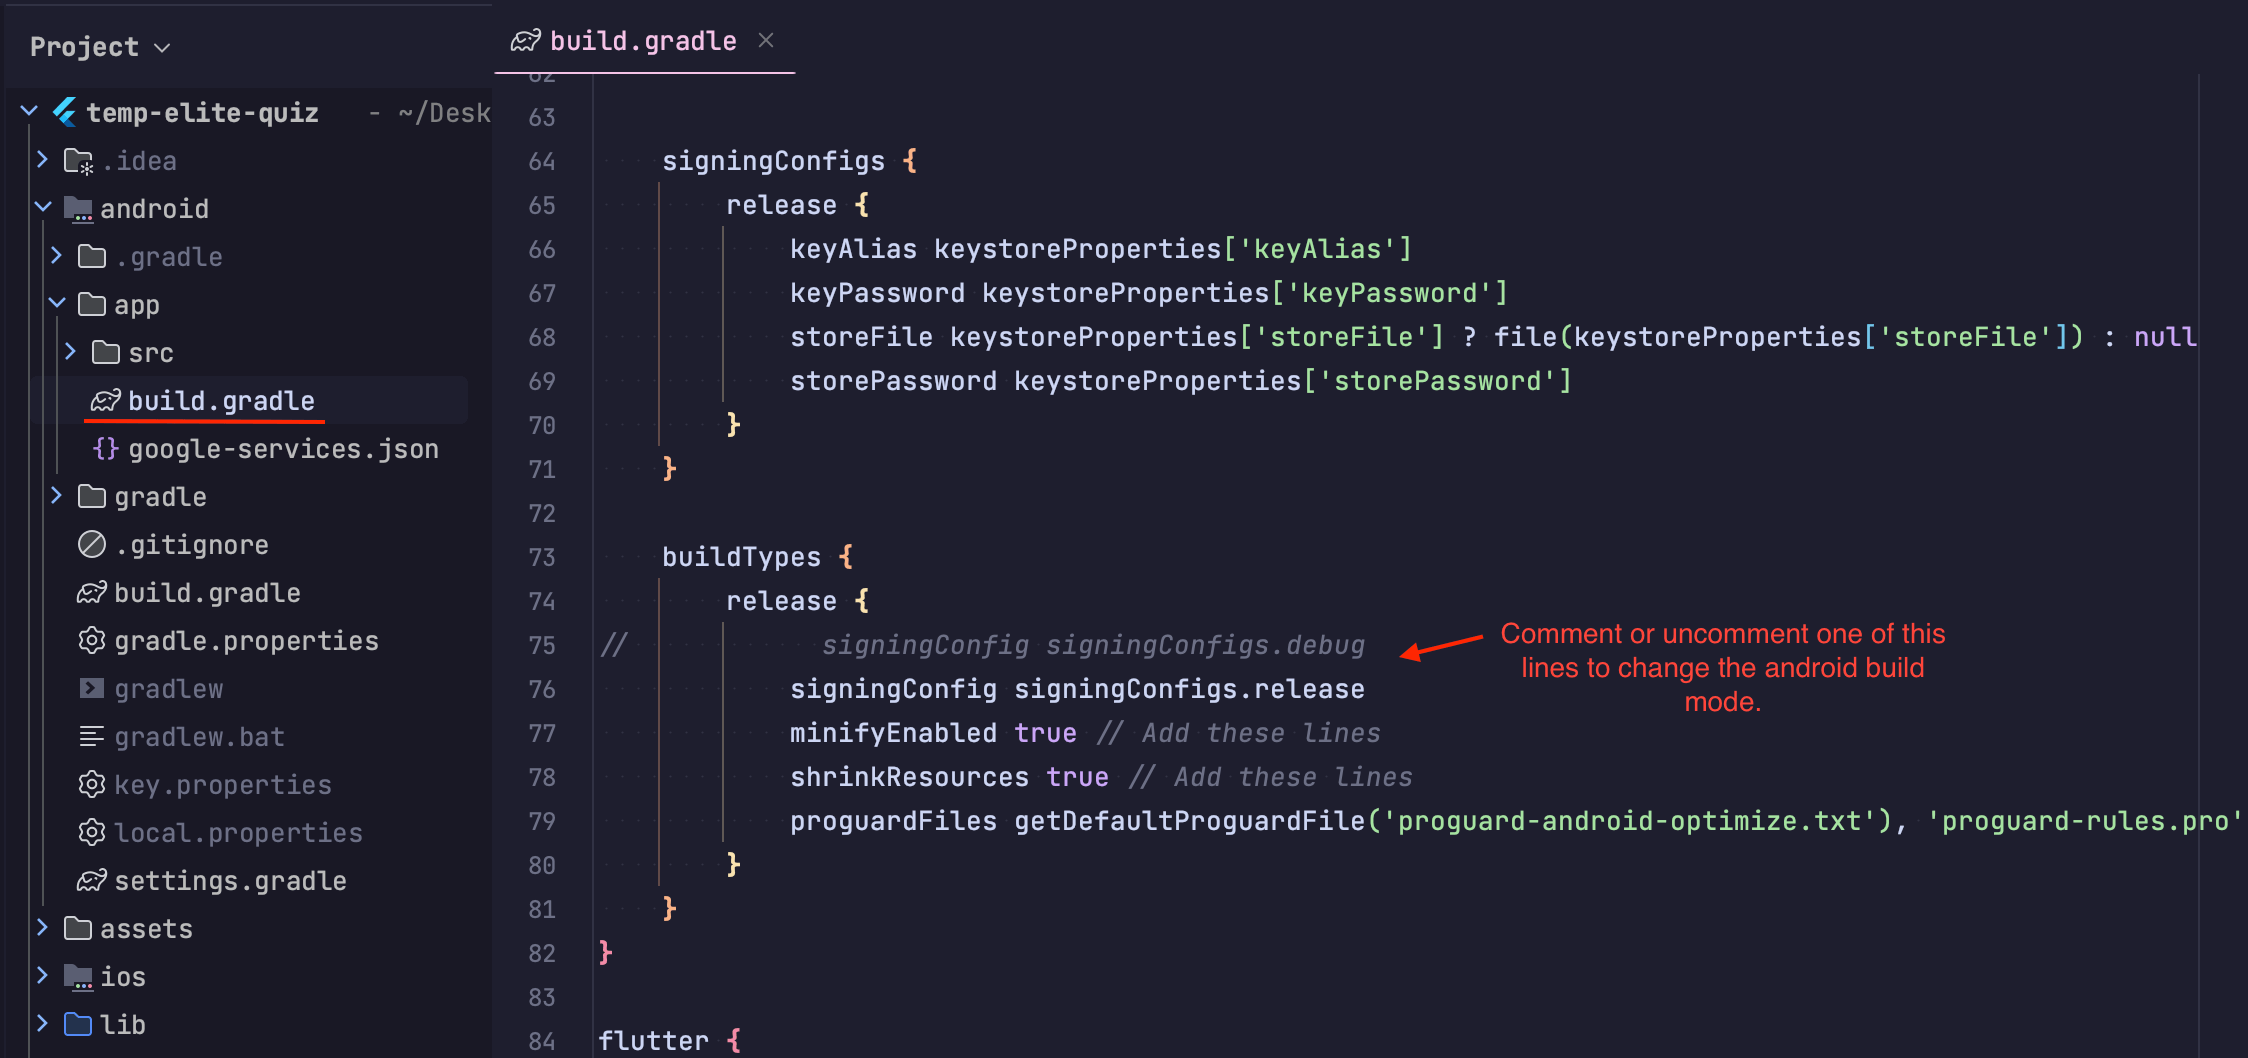 Project
temp-elite-quiz - ~/Desk
.idea
android
.gradle
app
src
build.gradle
google-services.json
gradle
.gitignore
build.gradle
gradle.properties
gradlew
gradlew.bat
key.properties
local.properties
settings.gradle
assets
ios
lib
build.gradle
62
63
64 signingConfigs {
65 release {
66 keyAlias keystoreProperties['keyAlias']
67 keyPassword keystoreProperties['keyPassword']
68 storeFile keystoreProperties['storeFile'] ? file(keystoreProperties['storeFile']) : null
69 storePassword keystoreProperties['storePassword']
70 }
71 }
72
73 buildTypes {
74 release {
75 // signingConfig signingConfigs.debug
76 signingConfig signingConfigs.release
77 minifyEnabled true // Add these lines
78 shrinkResources true // Add these lines
79 proguardFiles getDefaultProguardFile('proguard-android-optimize.txt'), 'proguard-rules.pro'
80 }
81 }
82 }
83
84 flutter {
Comment or uncomment one of this
lines to change the android build
mode.